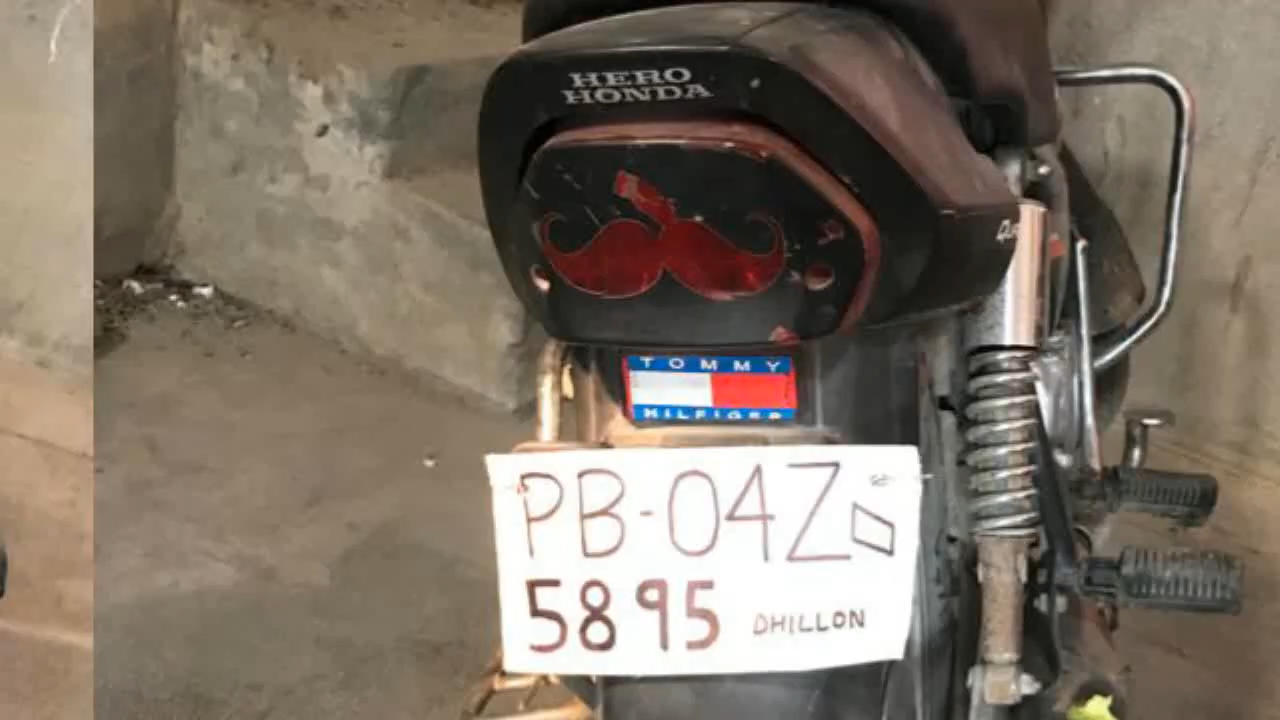 HERO
HONDA
TOMMY
HILFIGER
PB-04Z
5895 DHILLON